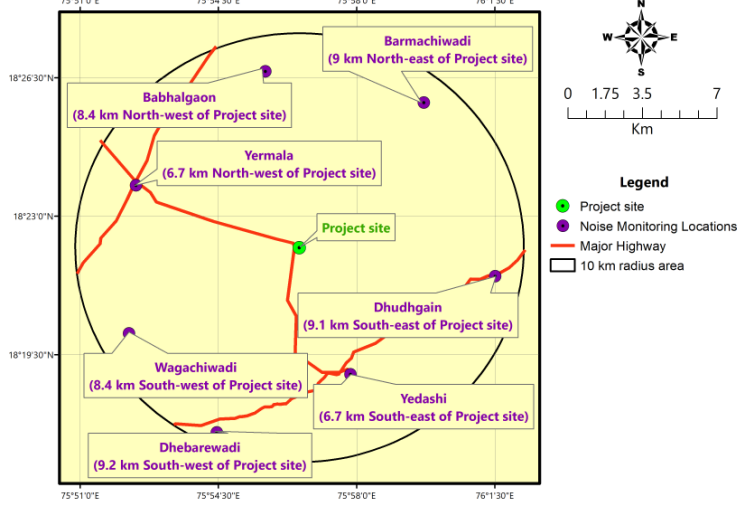 75°51'0"E 75°54'30"E 75°58'0"E 76°1'30"E
N
W E
S
Barmachiwadi
(9 km North-east of Project site)
18°26'30"N
Babhalgaon
(8.4 km North-west of Project site)
0 1.75 3.5 7
Km
Yermala
(6.7 km North-west of Project site)
Legend
Project site
Noise Monitoring Locations
Major Highway
10 km radius area
18°23'0"N
Project site
Dhudhgain
(9.1 km South-east of Project site)
18°19'30"N
Wagachiwadi
(8.4 km South-west of Project site)
Yedashi
(6.7 km South-east of Project site)
Dhebarewadi
(9.2 km South-west of Project site)
75°51'0"E 75°54'30"E 75°58'0"E 76°1'30"E